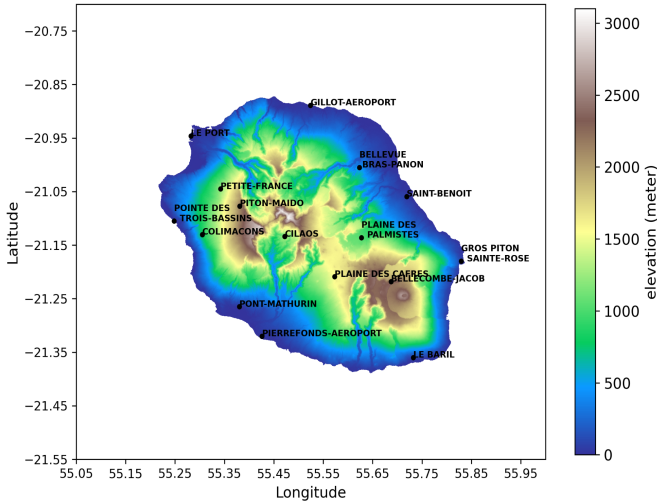 −20.75
−20.85
−20.95
−21.05
−21.15
−21.25
−21.35
−21.45
−21.55
Latitude
55.05 55.15 55.25 55.35 55.45 55.55 55.65 55.75 55.85 55.95
Longitude
GILLOT-AEROPORT
LE PORT
BELLEVUE
BRAS-PANON
PETITE-FRANCE
SAINT-BENOIT
PITON-MAIDO
POINTE DES
TROIS-BASSINS
COLIMACONS
CILAOS
PLAINE DES
PALMISTES
GROS PITON
SAINTE-ROSE
PLAINE DES CAFRES
BELLECOMBE-JACOB
PONT-MATHURIN
PIERREFONDS-AEROPORT
LE BARIL
3000
2500
2000
1500
1000
500
0
elevation (meter)